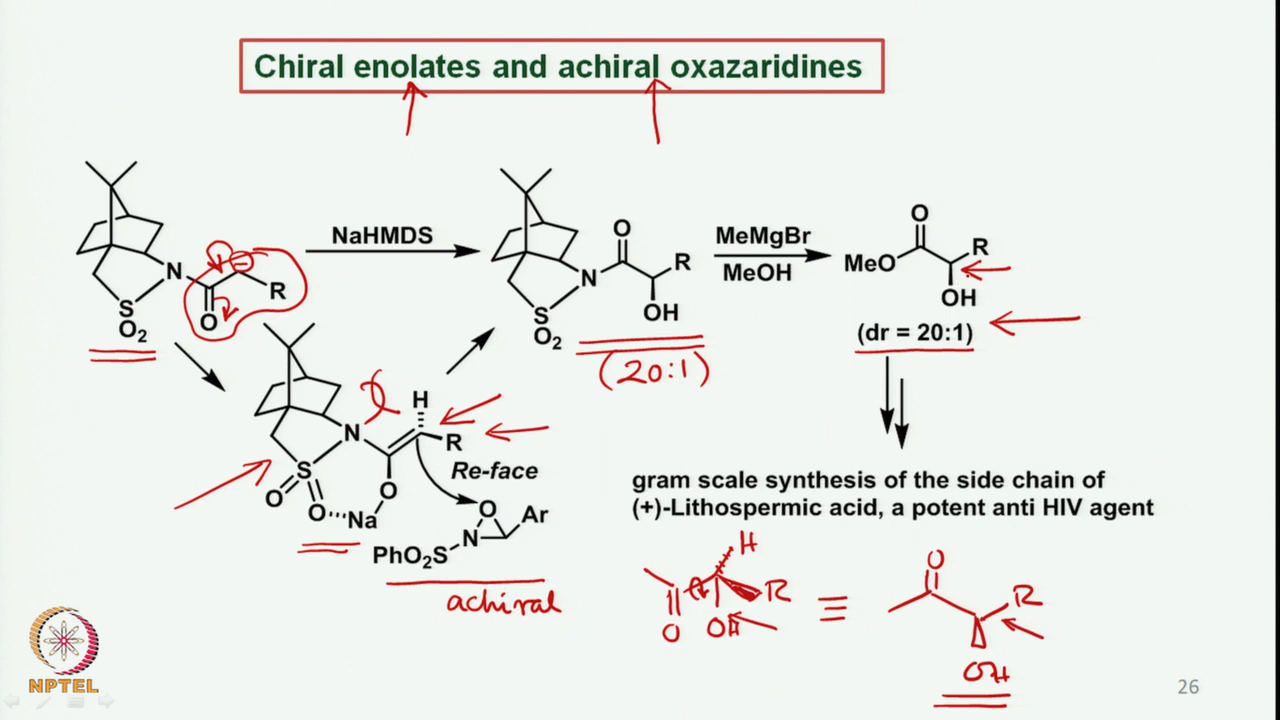 Chiral enolates and achiral oxazaridines
N
O
R
S
O2
NaHMDS
N
O
R
OH
S
O2
(20:1)
MeMgBr
MeOH
O
MeO
R
OH
(dr = 20:1)
H
N
R
S
O
O
Na
O
Re-face
O
Ar
N
PhO2S
achiral
gram scale synthesis of the side chain of
(+)-Lithospermic acid, a potent anti HIV agent
H
R
O
OH
≡
O
R
OH
NPTEL
26